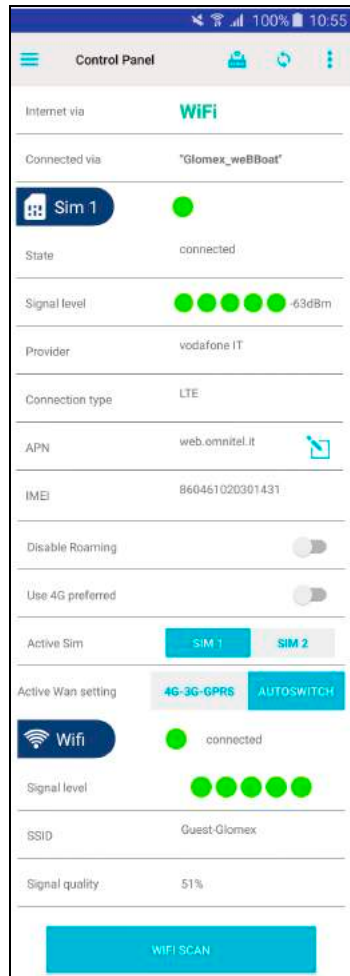 100% 10:55
Control Panel
Internet via WiFi
Connected via "Glomex_weBBoat"
Sim 1
State connected
Signal level -63dBm
Provider vodafone IT
Connection type LTE
APN web.omnitel.it
IMEI 860461020301431
Disable Roaming
Use 4G preferred
Active Sim SIM 1 SIM 2
Active Wan setting 4G-3G-GPRS AUTOSWITCH
Wifi connected
Signal level
SSID Guest-Glomex
Signal quality 51%
WIFI SCAN